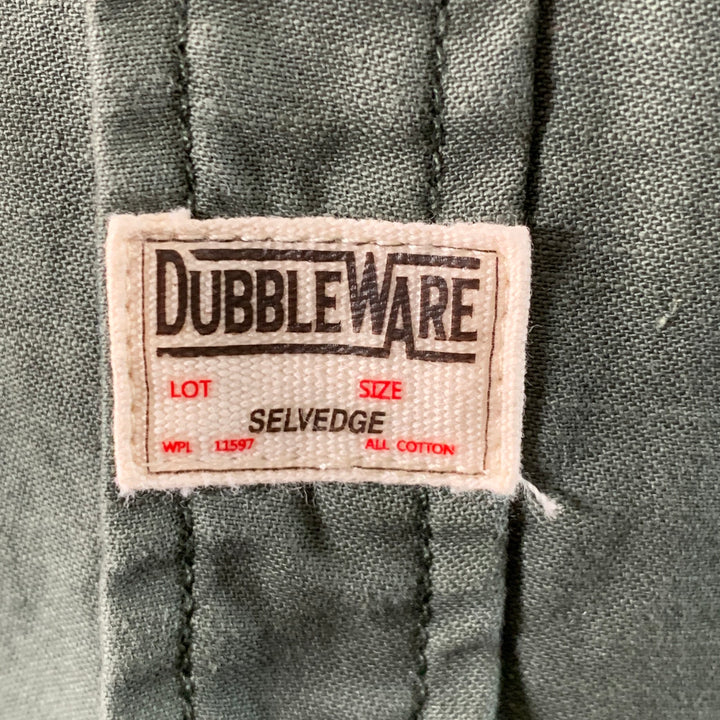 DUBBLEWARE
LOT SIZE
SELVEDGE
WPL 11597 ALL COTTON